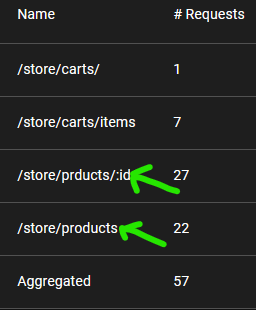 Name # Requests
/store/carts/ 1
/store/carts/items 7
/store/prducts/:id 27
/store/products 22
Aggregated 57